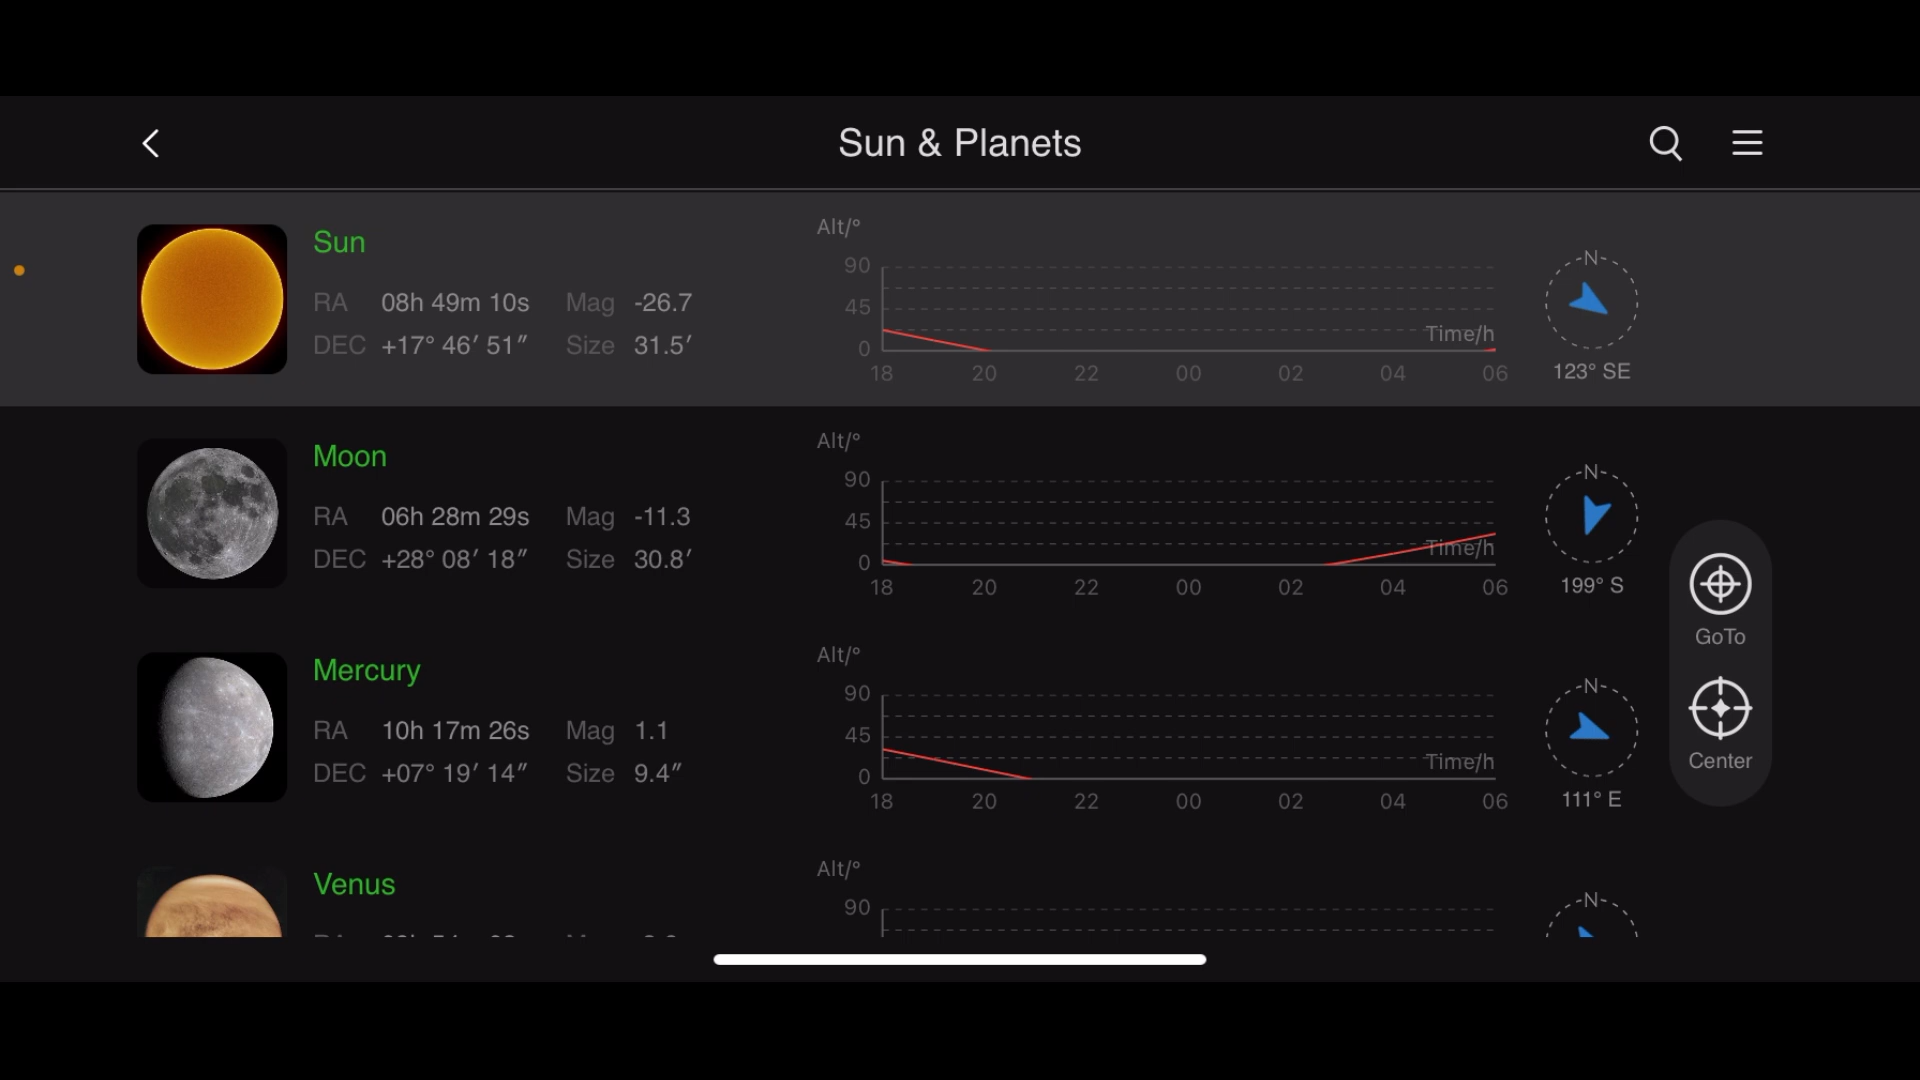 Sun & Planets
Sun
RA 08h 49m 10s Mag -26.7
DEC +17° 46′ 51″ Size 31.5′
Alt/°
90
45
0
Time/h
18 20 22 00 02 04 06
N
123° SE
Moon
RA 06h 28m 29s Mag -11.3
DEC +28° 08′ 18″ Size 30.8′
Alt/°
90
45
0
Time/h
18 20 22 00 02 04 06
N
199° S
GoTo
Center
Mercury
RA 10h 17m 26s Mag 1.1
DEC +07° 19′ 14″ Size 9.4″
Alt/°
90
45
0
Time/h
18 20 22 00 02 04 06
N
111° E
Venus
Alt/°
90
N